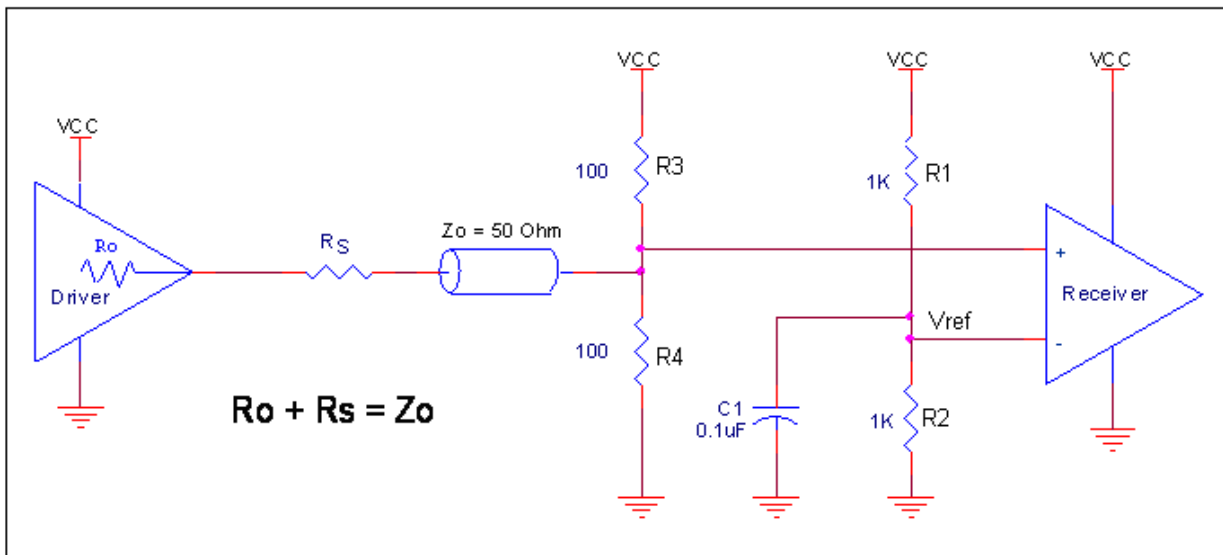 VCC
VCC
VCC
VCC
R3
100
R1
1K
Ro
Driver
RS
Zo = 50 Ohm
+
Receiver
Vref
-
100
R4
Ro + Rs = Zo
C1
0.1uF
1K
R2